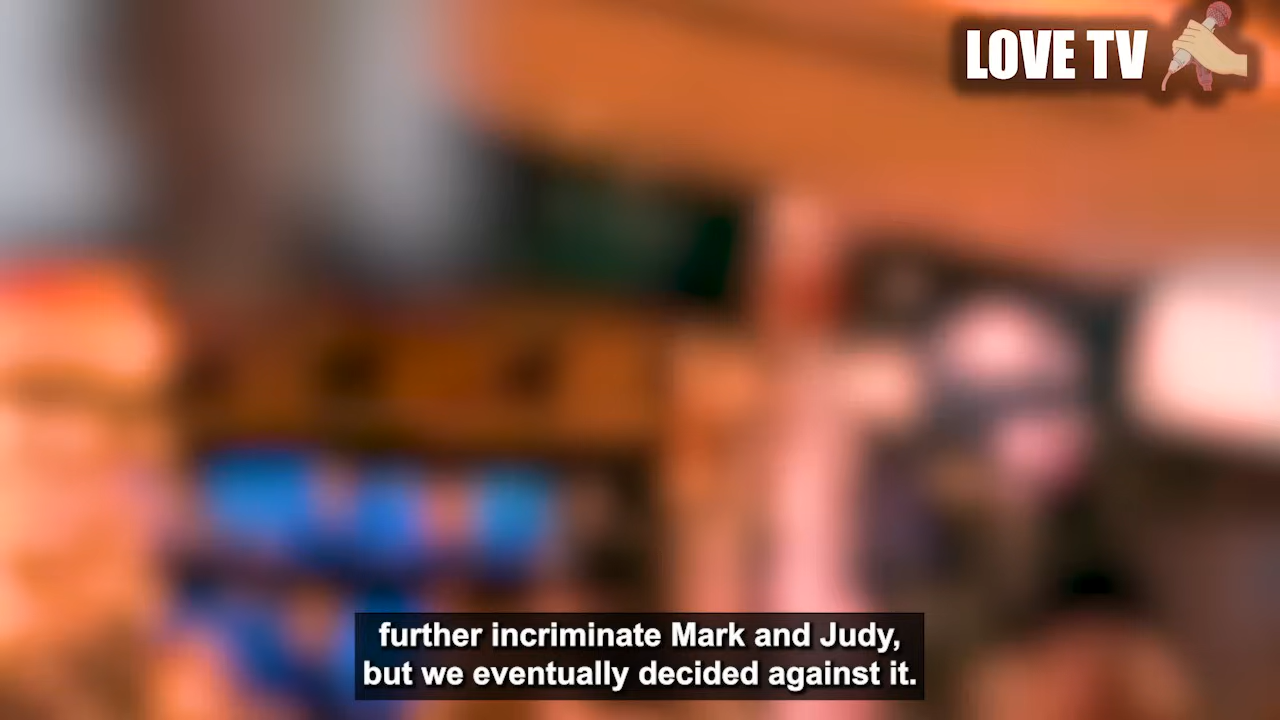 LOVE TV
further incriminate Mark and Judy,
but we eventually decided against it.